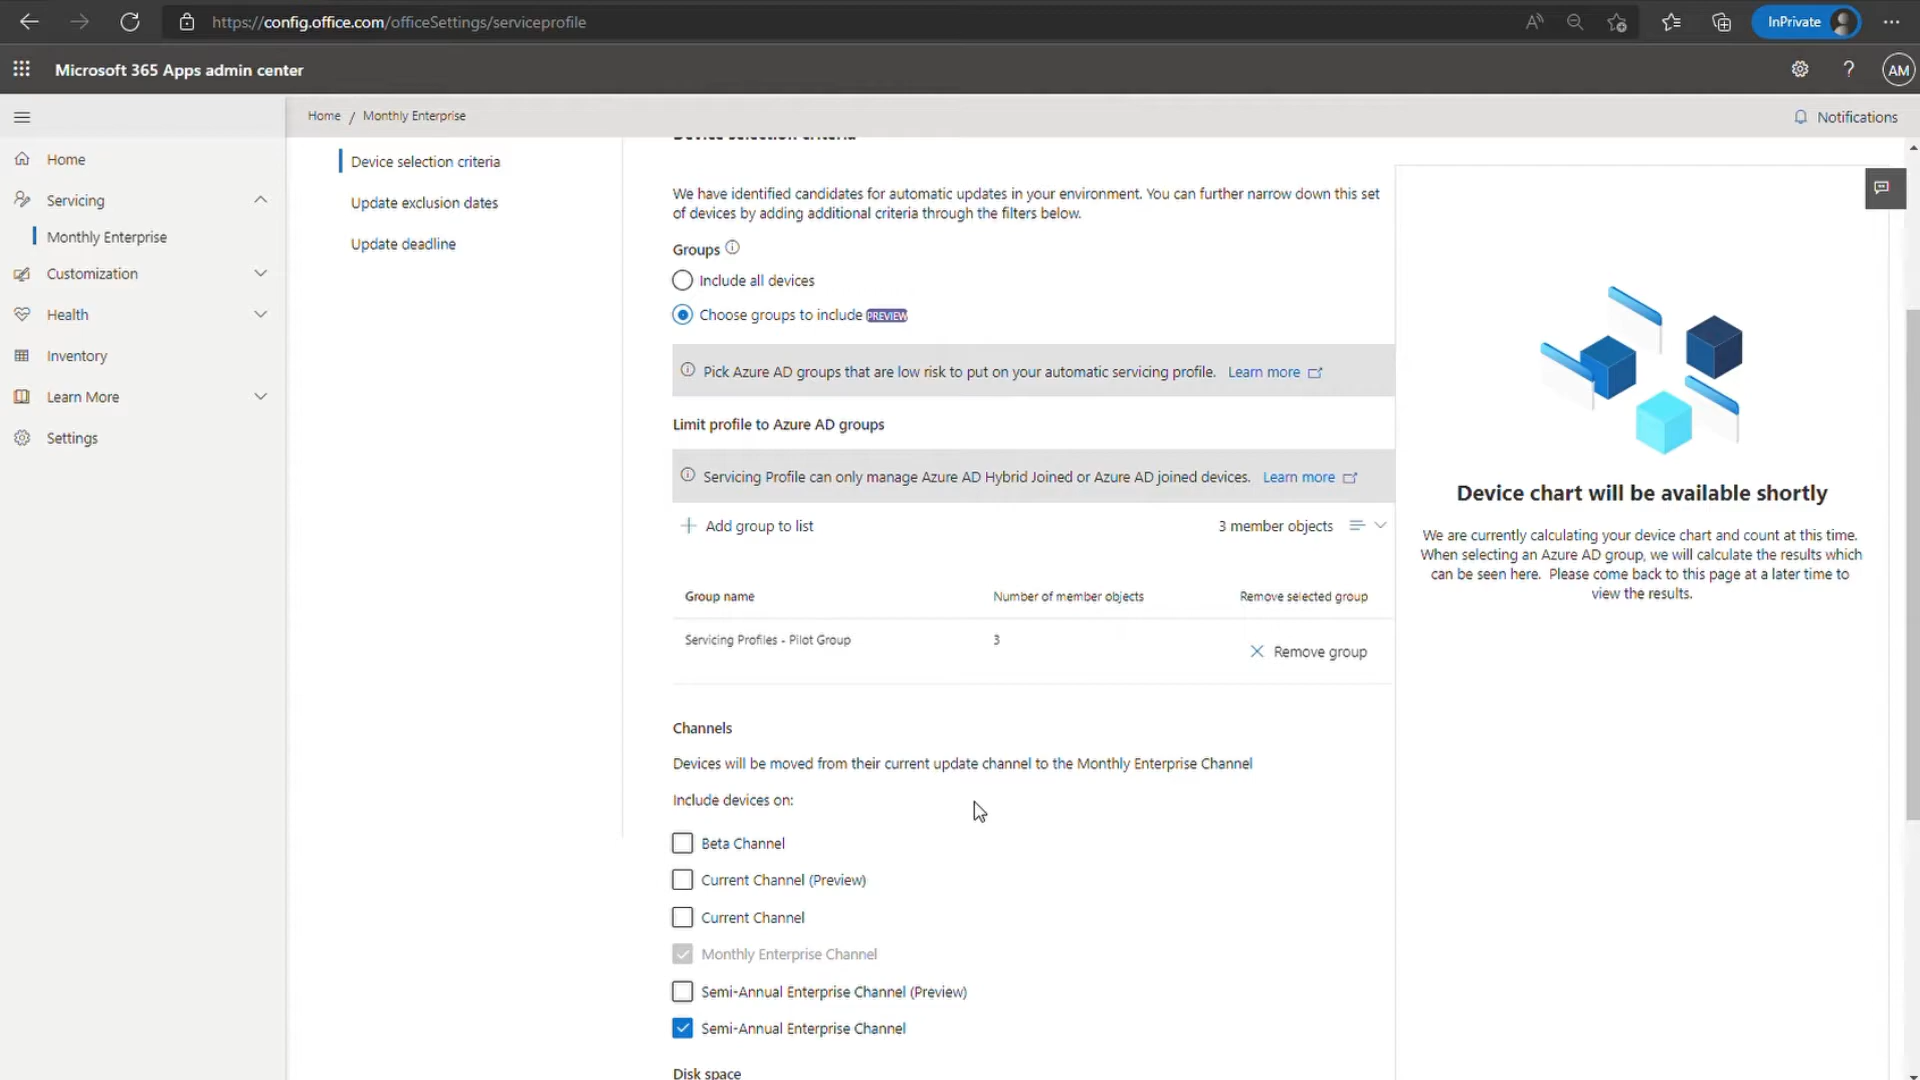 https://config.office.com/officeSettings/serviceprofile
InPrivate
Microsoft 365 Apps admin center
?
AM
Home / Monthly Enterprise
Notifications
Home
Servicing
Monthly Enterprise
Customization
Health
Inventory
Learn More
Settings
Device selection criteria
Update exclusion dates
Update deadline
Device selection criteria
We have identified candidates for automatic updates in your environment. You can further narrow down this set
of devices by adding additional criteria through the filters below.
Groups
Include all devices
Choose groups to include PREVIEW
Pick Azure AD groups that are low risk to put on your automatic servicing profile. Learn more
Limit profile to Azure AD groups
Servicing Profile can only manage Azure AD Hybrid Joined or Azure AD joined devices. Learn more
Add group to list
3 member objects
Group name Number of member objects Remove selected group
Servicing Profiles - Pilot Group 3 Remove group
Channels
Devices will be moved from their current update channel to the Monthly Enterprise Channel
Include devices on:
Beta Channel
Current Channel (Preview)
Current Channel
Monthly Enterprise Channel
Semi-Annual Enterprise Channel (Preview)
Semi-Annual Enterprise Channel
Disk space
Device chart will be available shortly
We are currently calculating your device chart and count at this time.
When selecting an Azure AD group, we will calculate the results which
can be seen here. Please come back to this page at a later time to
view the results.